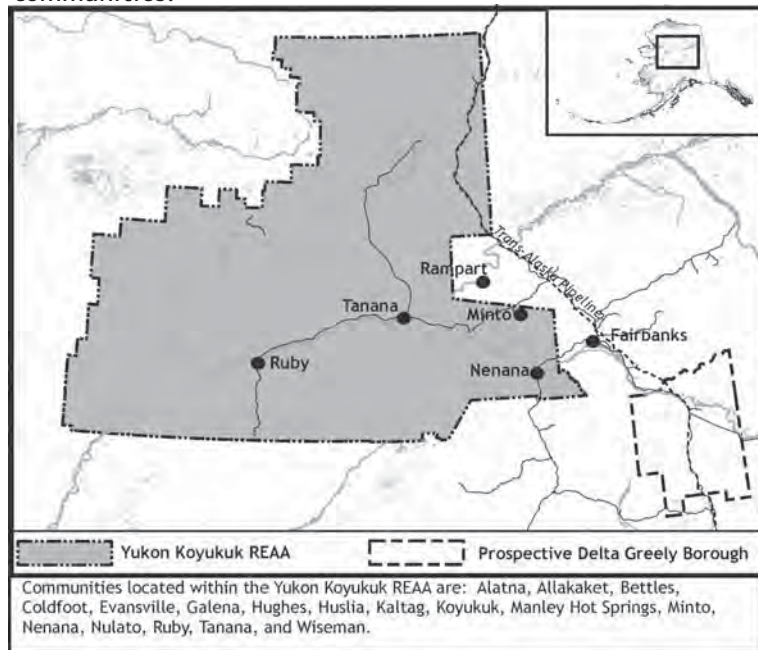 Rampart
Trans-Alaska Pipeline
Tanana
Minto
Fairbanks
Ruby
Nenana
Yukon Koyukuk REAA
Prospective Delta Greely Borough
Communities located within the Yukon Koyukuk REAA are: Alatna, Allakaket, Bettles,
Coldfoot, Evansville, Galena, Hughes, Huslia, Kaltag, Koyukuk, Manley Hot Springs, Minto,
Nenana, Nulato, Ruby, Tanana, and Wiseman.